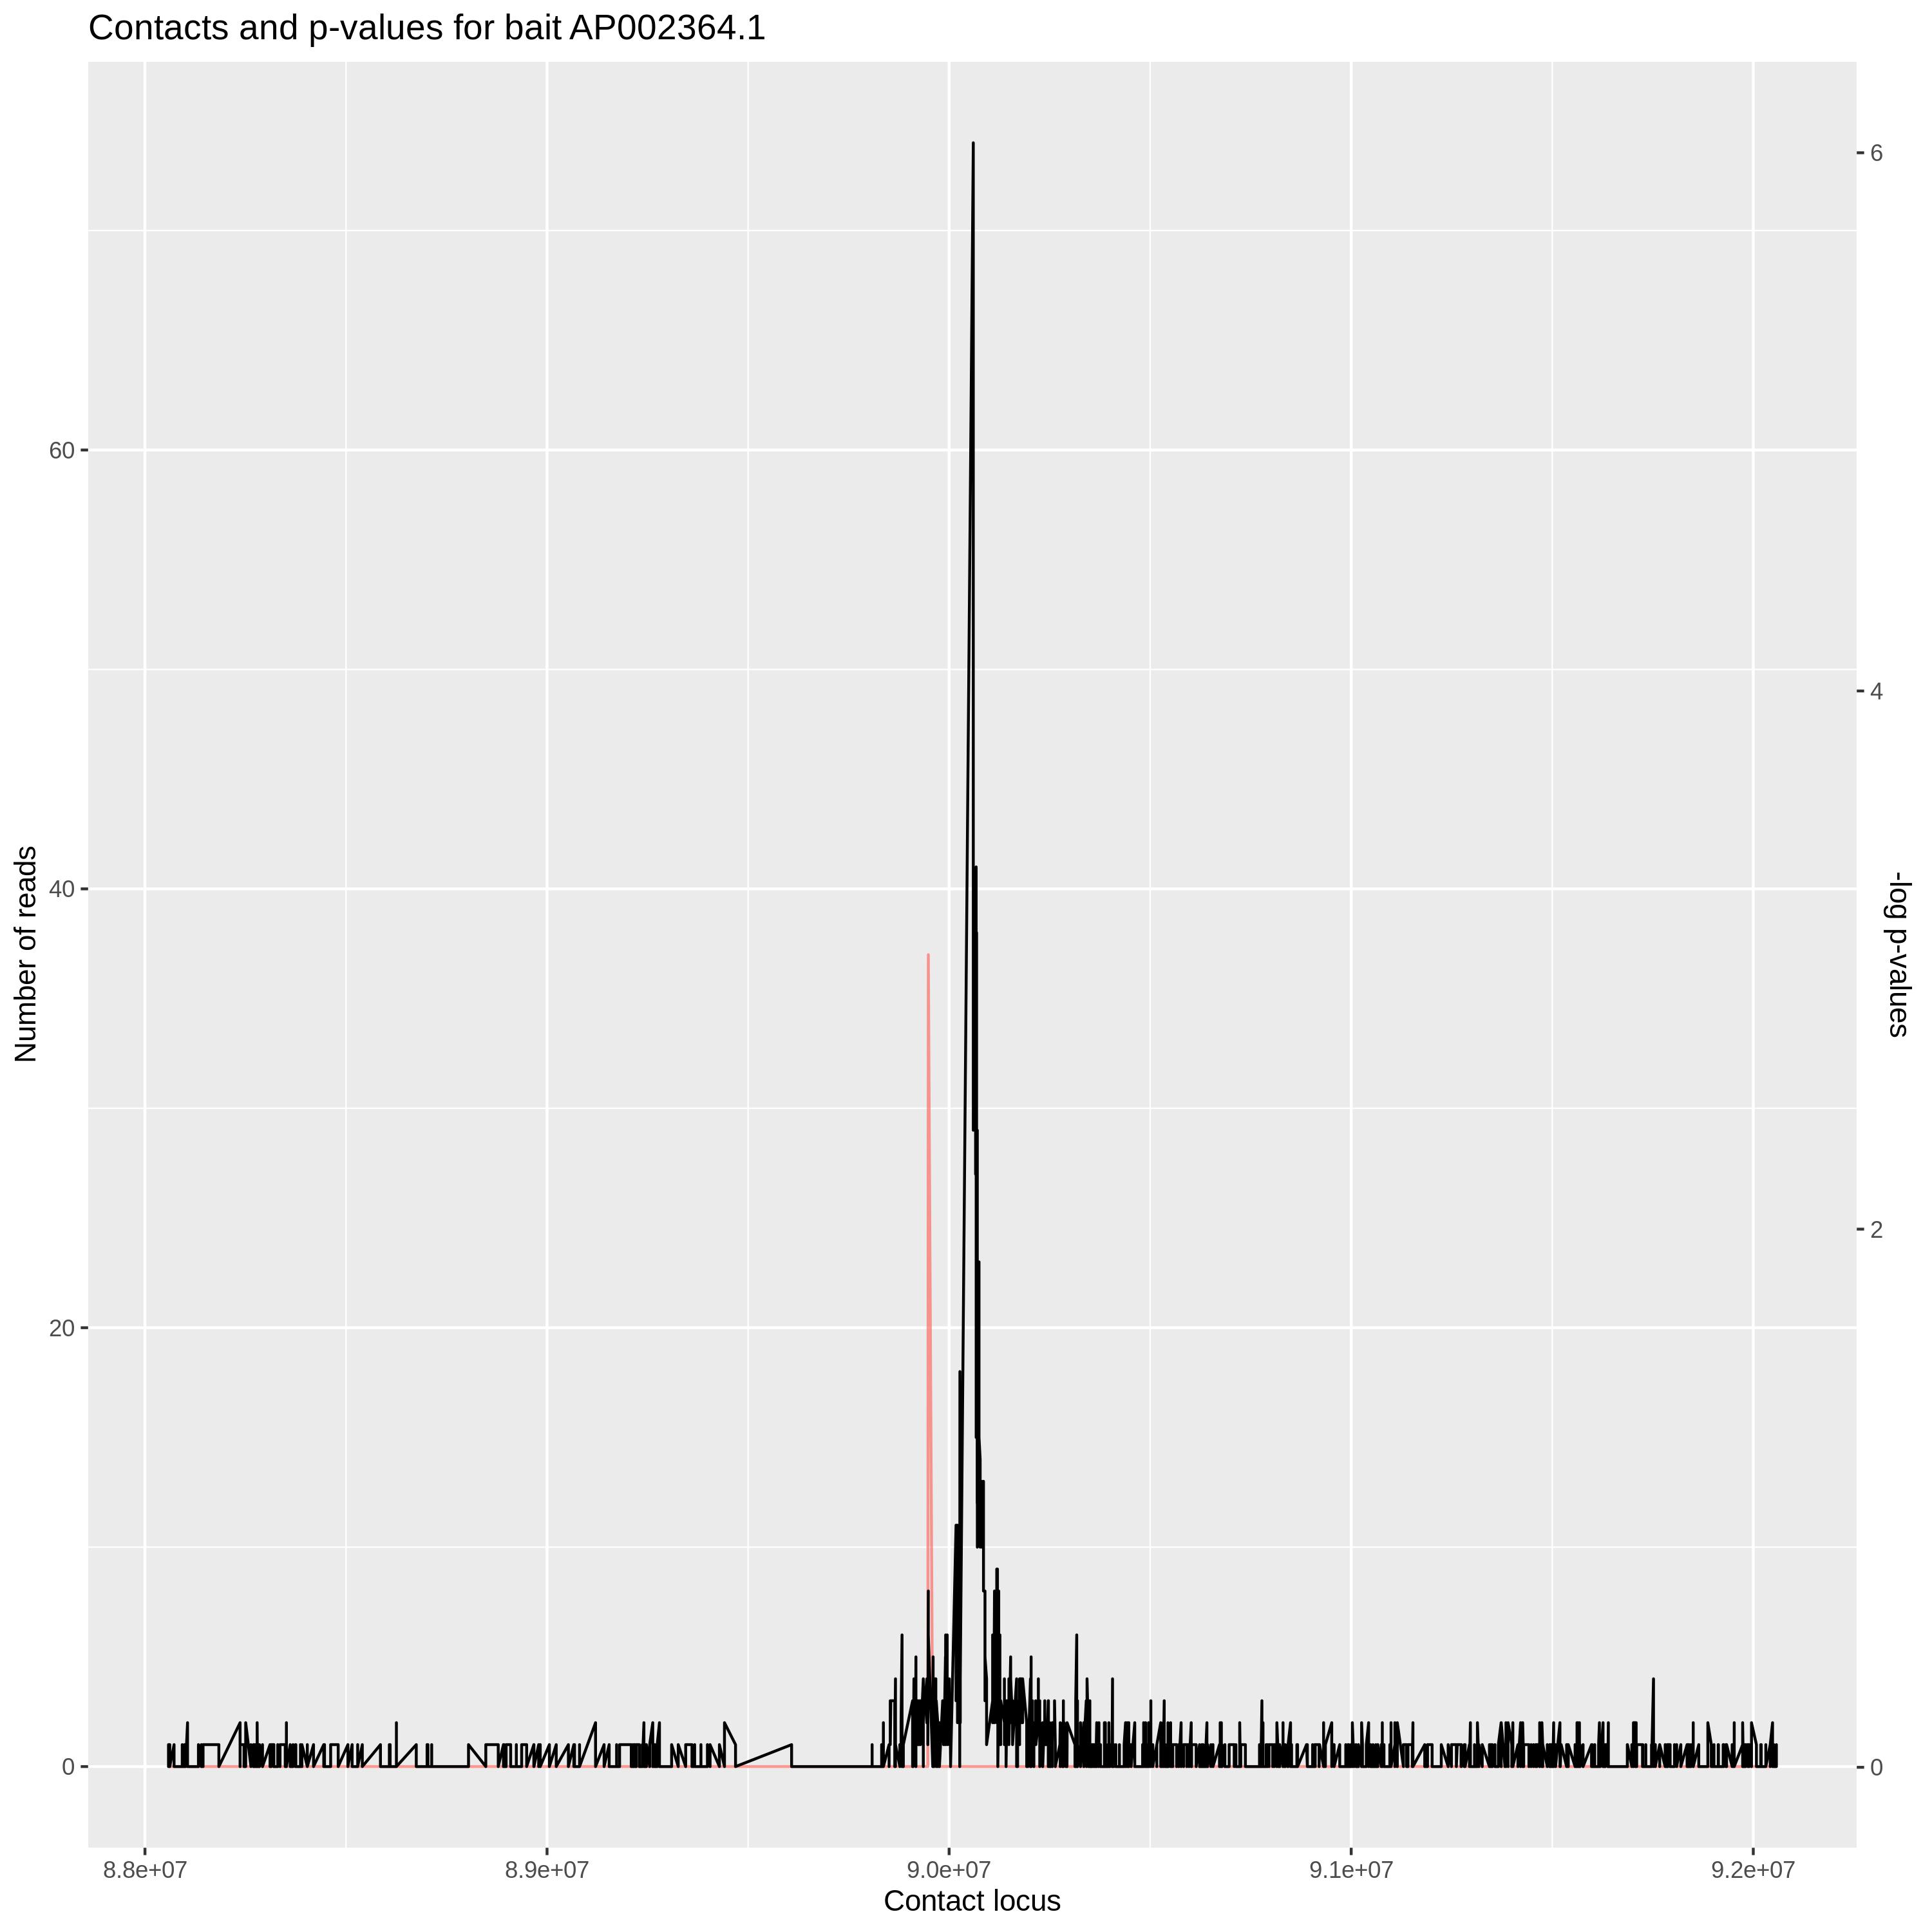 Contacts and p-values for bait AP002364.1
6
60
4
40
Number of reads
-log p-values
2
20
0
0
8.8e+07
8.9e+07
9.0e+07
9.1e+07
9.2e+07
Contact locus